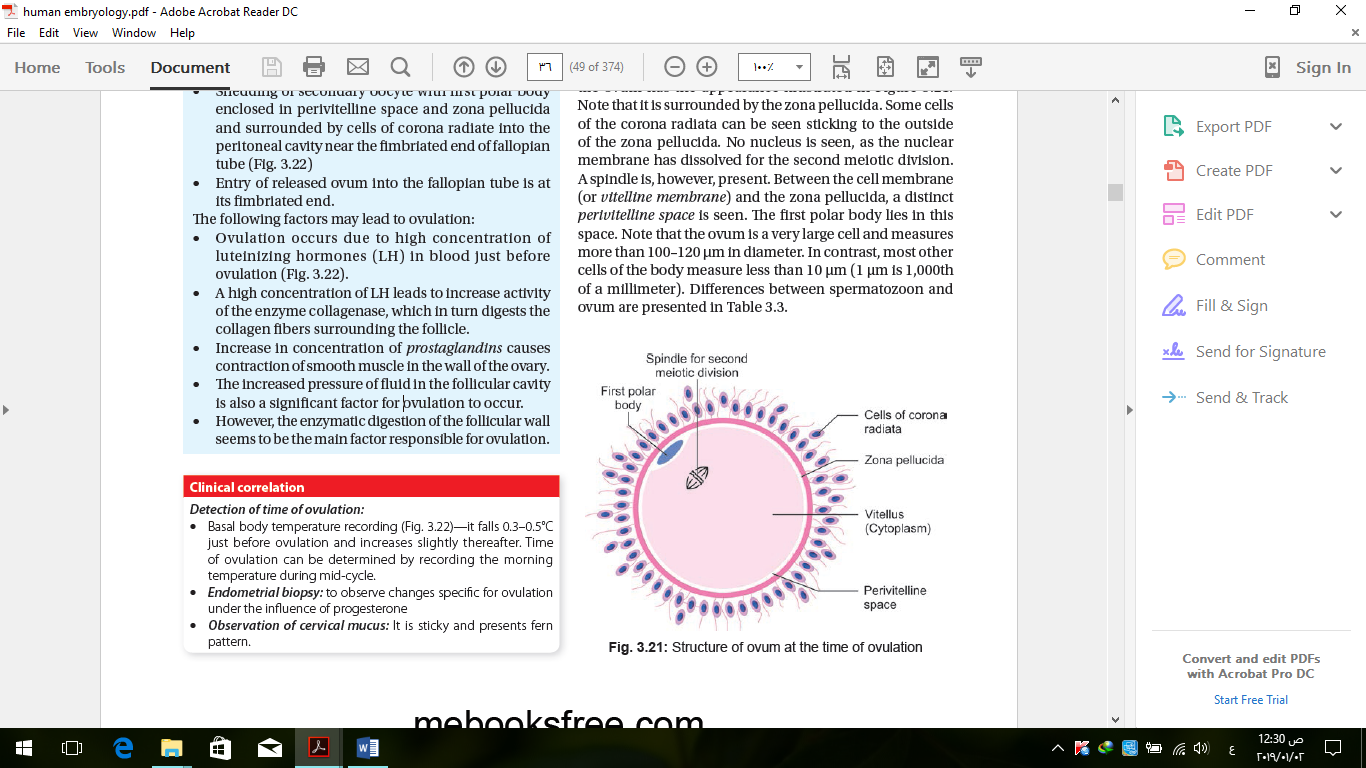 human embryology.pdf - Adobe Acrobat Reader DC
File Edit View Window Help
Home Tools Document
٣٦ (49 of 374)
١٠٠٪
Sign In
Shedding of secondary oocyte with first polar body
enclosed in perivitelline space and zona pellucida
and surrounded by cells of corona radiate into the
peritoneal cavity near the fimbriated end of fallopian
tube (Fig. 3.22)
• Entry of released ovum into the fallopian tube is at
its fimbriated end.
The following factors may lead to ovulation:
• Ovulation occurs due to high concentration of
luteinizing hormones (LH) in blood just before
ovulation (Fig. 3.22).
• A high concentration of LH leads to increase activity
of the enzyme collagenase, which in turn digests the
collagen fibers surrounding the follicle.
• Increase in concentration of prostaglandins causes
contraction of smooth muscle in the wall of the ovary.
• The increased pressure of fluid in the follicular cavity
is also a significant factor for ovulation to occur.
• However, the enzymatic digestion of the follicular wall
seems to be the main factor responsible for ovulation.
Clinical correlation
Detection of time of ovulation:
• Basal body temperature recording (Fig. 3.22)—it falls 0.3–0.5°C
just before ovulation and increases slightly thereafter. Time
of ovulation can be determined by recording the morning
temperature during mid-cycle.
• Endometrial biopsy: to observe changes specific for ovulation
under the influence of progesterone
• Observation of cervical mucus: It is sticky and presents fern
pattern.
Note that it is surrounded by the zona pellucida. Some cells
of the corona radiata can be seen sticking to the outside
of the zona pellucida. No nucleus is seen, as the nuclear
membrane has dissolved for the second meiotic division.
A spindle is, however, present. Between the cell membrane
(or vitelline membrane) and the zona pellucida, a distinct
perivitelline space is seen. The first polar body lies in this
space. Note that the ovum is a very large cell and measures
more than 100–120 µm in diameter. In contrast, most other
cells of the body measure less than 10 µm (1 µm is 1,000th
of a millimeter). Differences between spermatozoon and
ovum are presented in Table 3.3.
Spindle for second
meiotic division
First polar
body
Cells of corona
radiata
Zona pellucida
Vitellus
(Cytoplasm)
Perivitelline
space
Fig. 3.21: Structure of ovum at the time of ovulation
mebooksfree.com
Export PDF
Create PDF
Edit PDF
Comment
Fill & Sign
Send for Signature
Send & Track
Convert and edit PDFs
with Acrobat Pro DC
Start Free Trial
ع
12:30 ص
٢٠١٩/٠١/٠٢